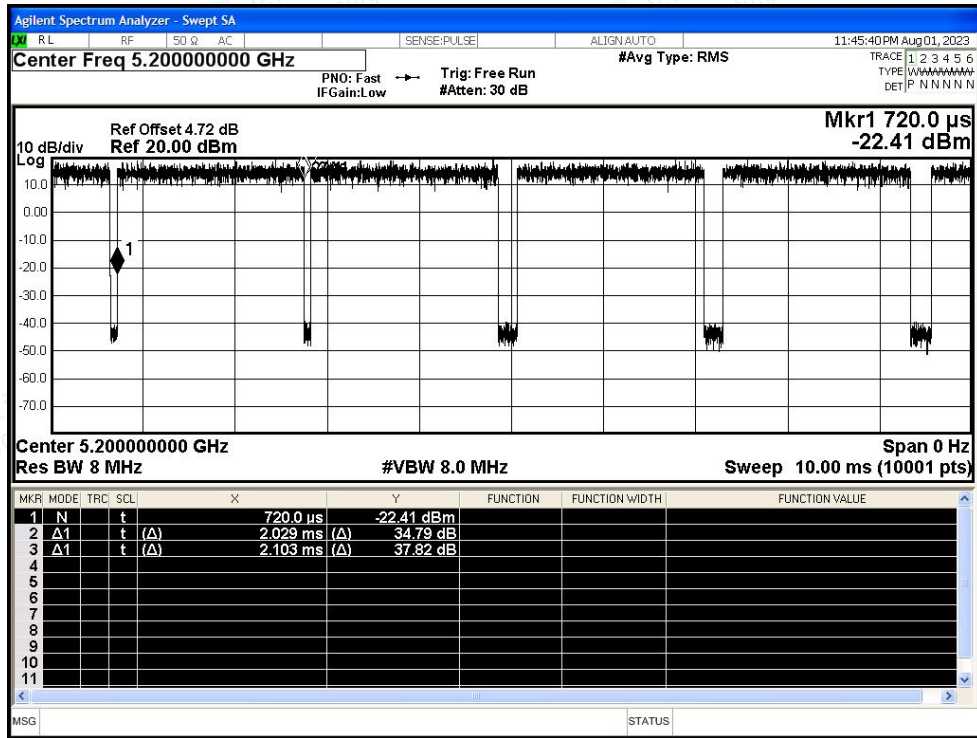 Agilent Spectrum Analyzer - Swept SA
LXI RL RF 50 Ω AC SENSE:PULSE ALIGN AUTO 11:45:40 PM Aug 01, 2023
Center Freq 5.200000000 GHz
PNO: Fast
IFGain:Low
Trig: Free Run
#Atten: 30 dB
#Avg Type: RMS
TRACE 1 2 3 4 5 6
TYPE WWWWWW
DET P N N N N N
Mkr1 720.0 µs
-22.41 dBm
Ref Offset 4.72 dB
10 dB/div Ref 20.00 dBm
Log
10.0
0.00
-10.0
1
-20.0
-30.0
-40.0
-50.0
-60.0
-70.0
Center 5.200000000 GHz Span 0 Hz
Res BW 8 MHz #VBW 8.0 MHz Sweep 10.00 ms (10001 pts)
MKR MODE TRC SCL X Y FUNCTION FUNCTION WIDTH FUNCTION VALUE
1 N t 720.0 µs -22.41 dBm
2 Δ1 t (Δ) 2.029 ms (Δ) 34.79 dB
3 Δ1 t (Δ) 2.103 ms (Δ) 37.82 dB
4
5
6
7
8
9
10
11
MSG STATUS